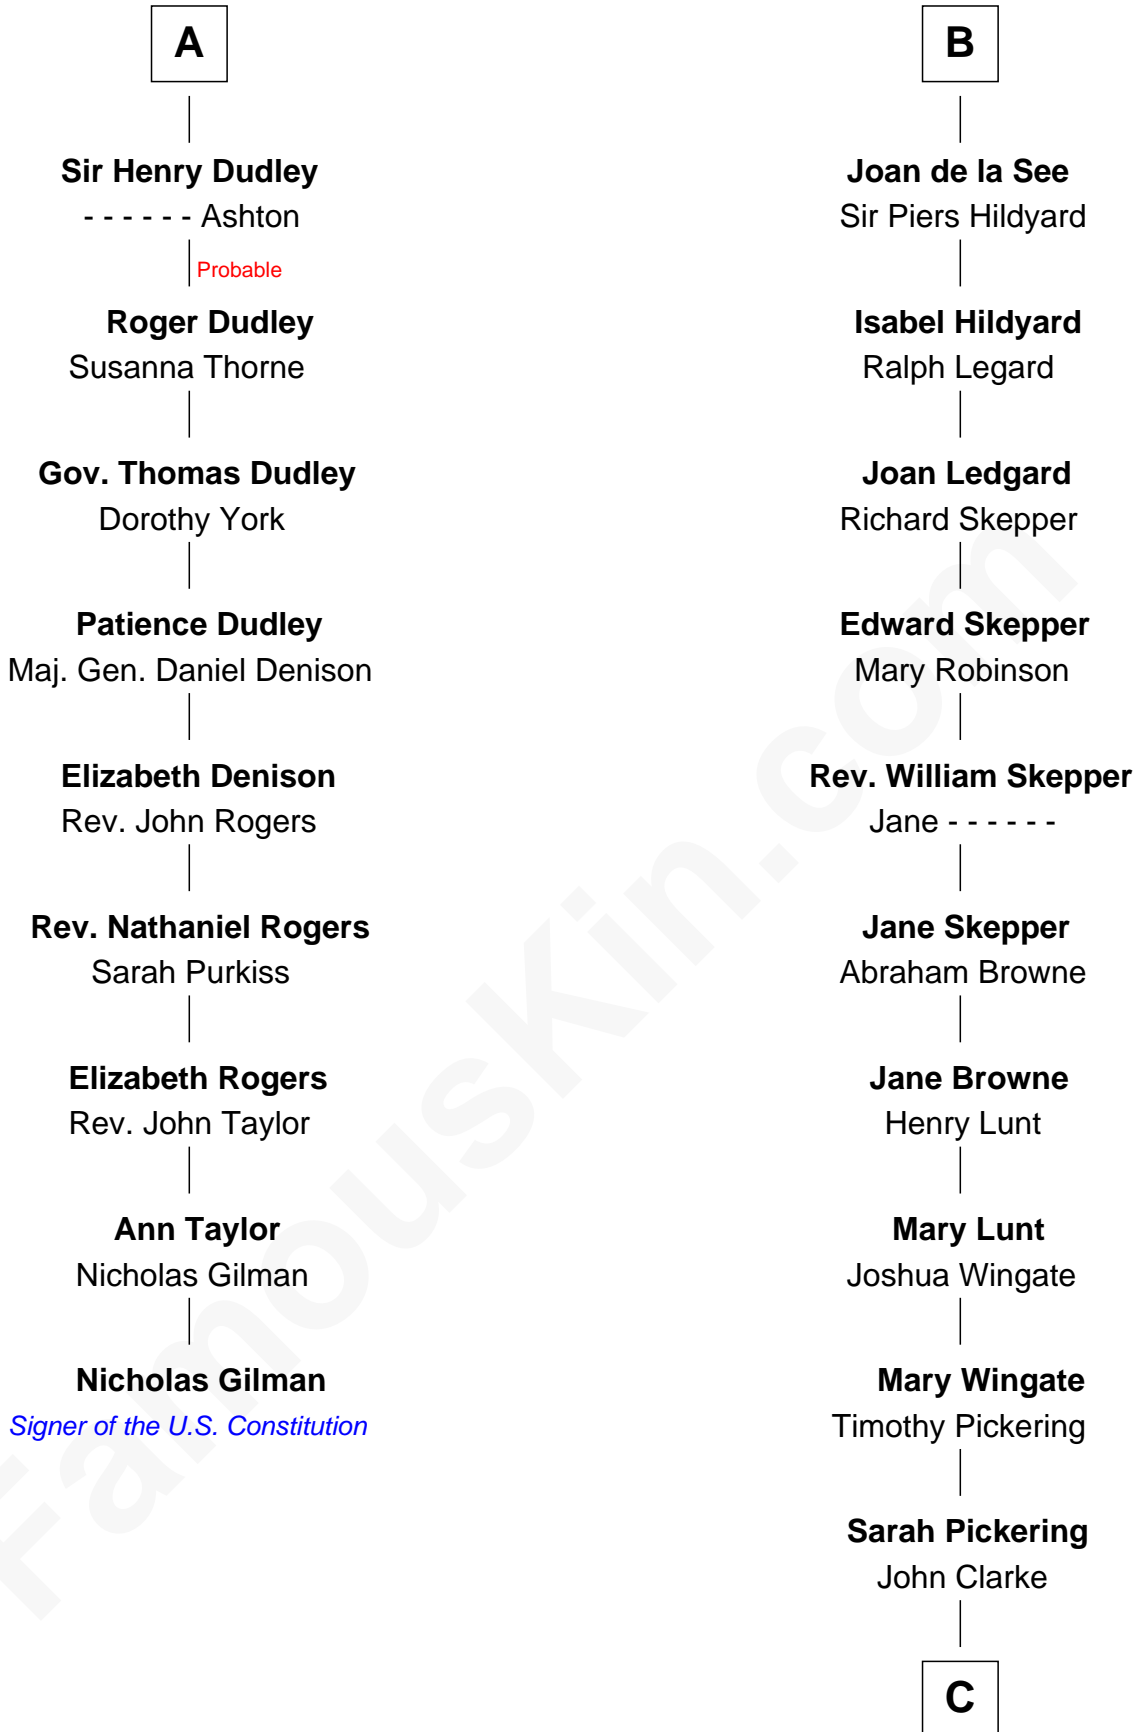 A
Sir Henry Dudley
- - - - - - Ashton
Probable
Roger Dudley
Susanna Thorne
Gov. Thomas Dudley
Dorothy York
Patience Dudley
Maj. Gen. Daniel Denison
Elizabeth Denison
Rev. John Rogers
Rev. Nathaniel Rogers
Sarah Purkiss
Elizabeth Rogers
Rev. John Taylor
Ann Taylor
Nicholas Gilman
Nicholas Gilman
Signer of the U.S. Constitution
B
Joan de la See
Sir Piers Hildyard
Isabel Hildyard
Ralph Legard
Joan Ledgard
Richard Skepper
Edward Skepper
Mary Robinson
Rev. William Skepper
Jane - - - - - -
Jane Skepper
Abraham Browne
Jane Browne
Henry Lunt
Mary Lunt
Joshua Wingate
Mary Wingate
Timothy Pickering
Sarah Pickering
John Clarke
C
FamousKin.com